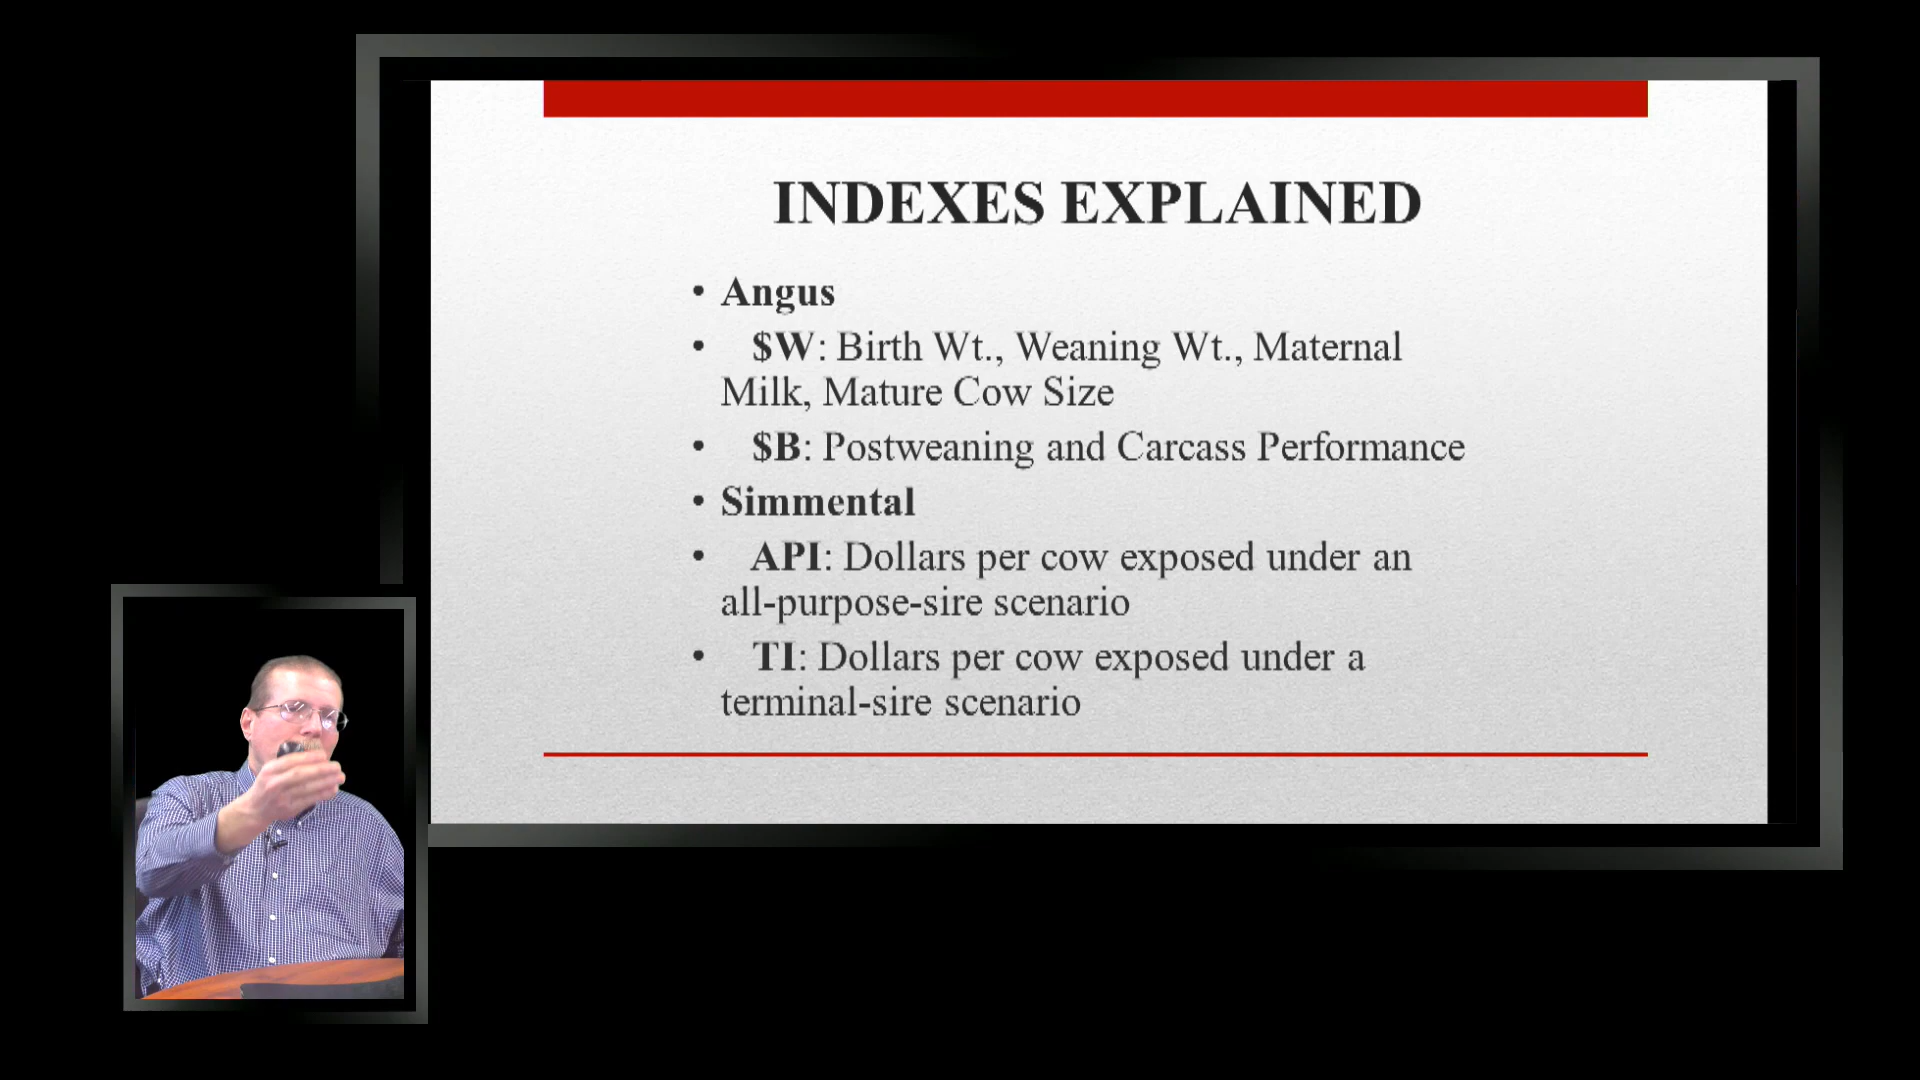 INDEXES EXPLAINED
• Angus
• $W: Birth Wt., Weaning Wt., Maternal
Milk, Mature Cow Size
• $B: Postweaning and Carcass Performance
• Simmental
• API: Dollars per cow exposed under an
all-purpose-sire scenario
• TI: Dollars per cow exposed under a
terminal-sire scenario